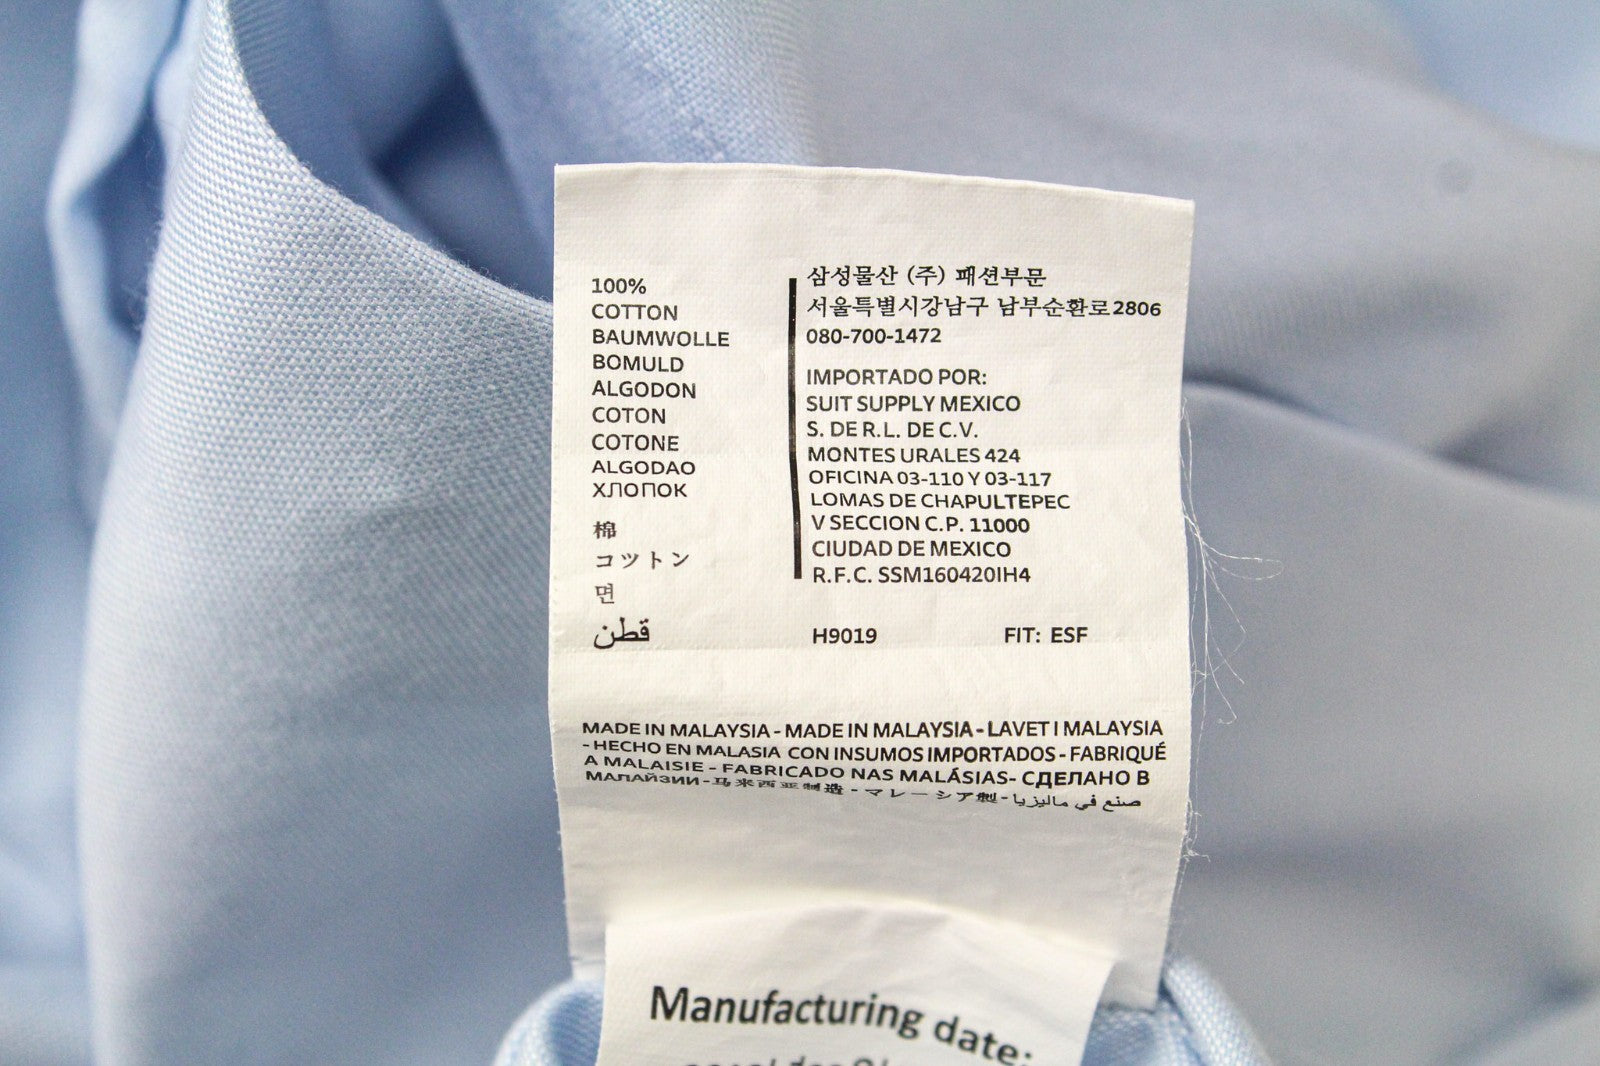 100%
COTTON
BAUMWOLLE
BOMULD
ALGODON
COTON
COTONE
ALGODAO
ХЛОПОК
棉
コットン
면
قطن
삼성물산 (주) 패션부문
서울특별시강남구 남부순환로2806
080-700-1472
IMPORTADO POR:
SUIT SUPPLY MEXICO
S. DE R.L. DE C.V.
MONTES URALES 424
OFICINA 03-110 Y 03-117
LOMAS DE CHAPULTEPEC
V SECCION C.P. 11000
CIUDAD DE MEXICO
R.F.C. SSM160420IH4
H9019 FIT: ESF
MADE IN MALAYSIA - MADE IN MALAYSIA - LAVET I MALAYSIA
- HECHO EN MALASIA CON INSUMOS IMPORTADOS - FABRIQUÉ
A MALAISIE - FABRICADO NAS MALÁSIAS- СДЕЛАНО В
МАЛАЙЗИИ - 马来西亚制造 - マレーシア製 - صنع في ماليزيا
Manufacturing date: